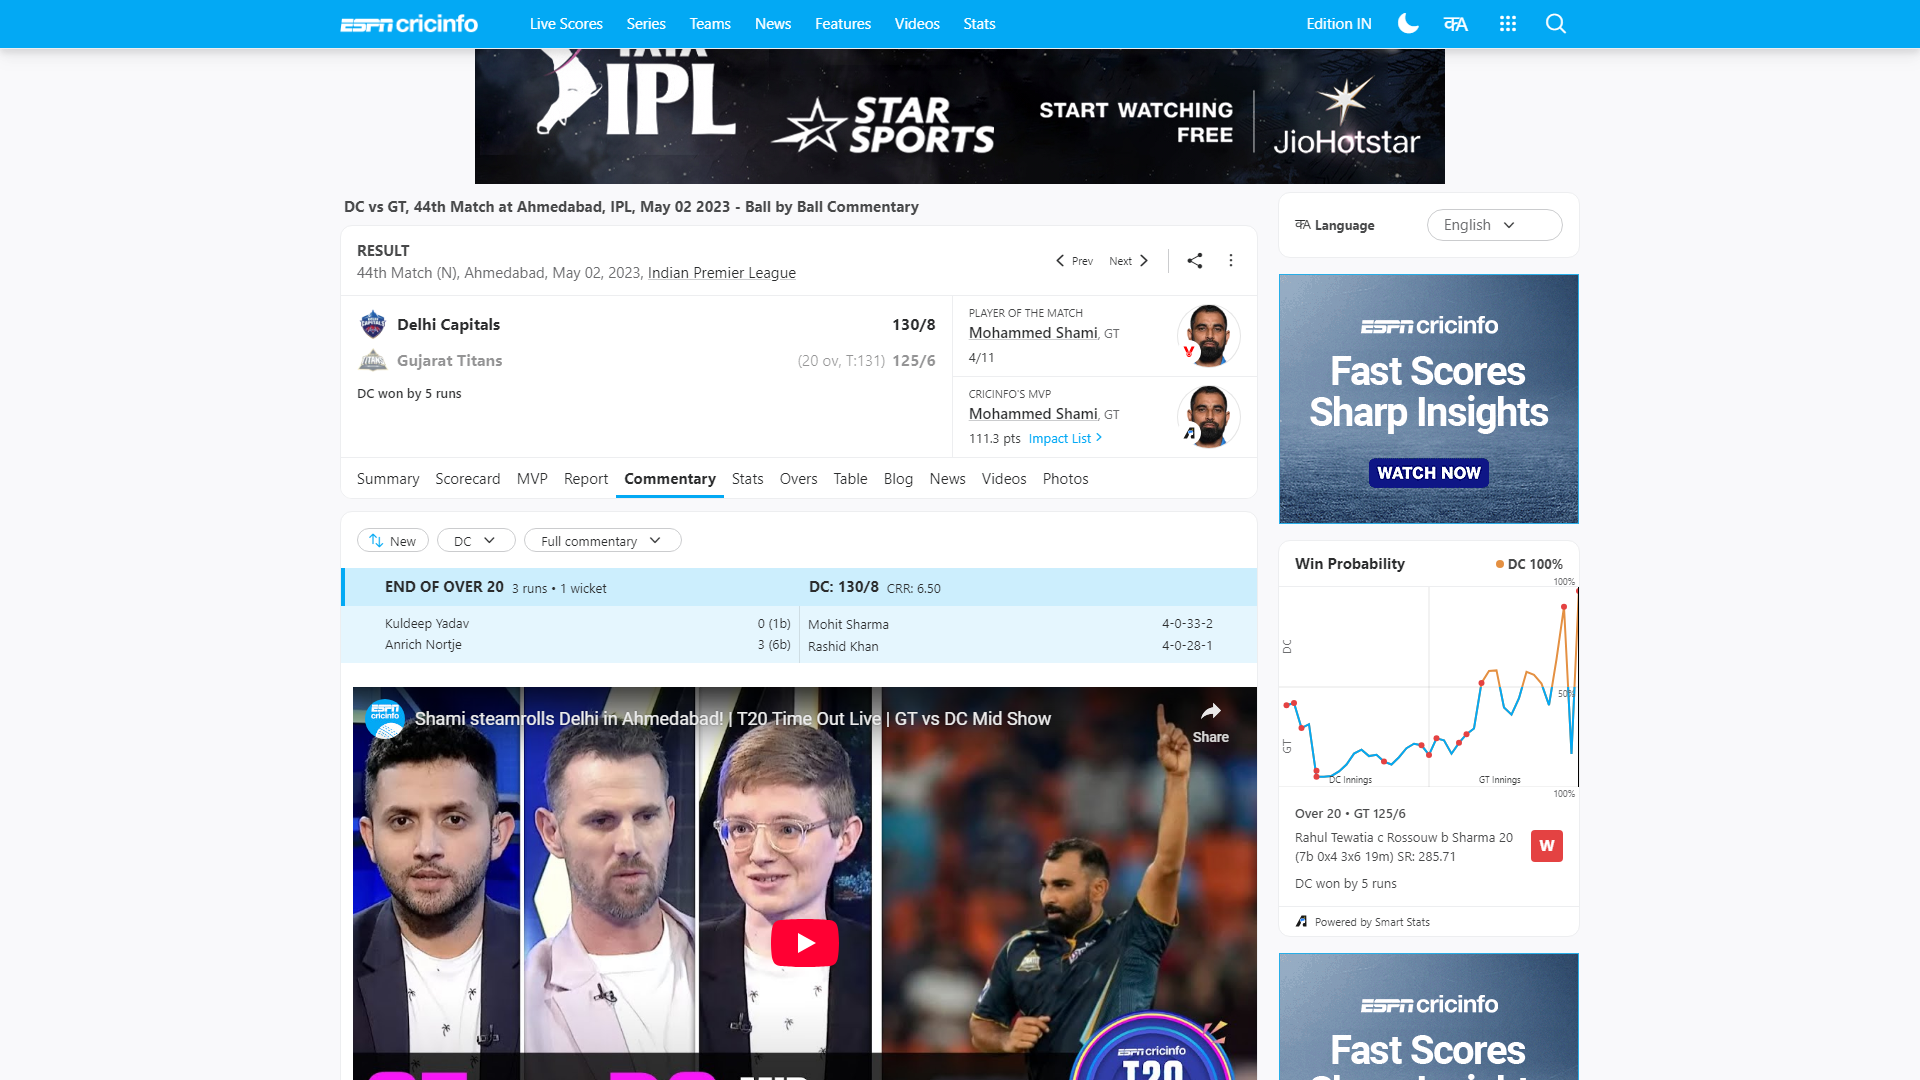 ESPN cricinfo
Live Scores
Series
Teams
News
Features
Videos
Stats
Edition IN
IPL
STAR SPORTS
START WATCHING
FREE
JioHotstar
DC vs GT, 44th Match at Ahmedabad, IPL, May 02 2023 - Ball by Ball Commentary
RESULT
44th Match (N), Ahmedabad, May 02, 2023, Indian Premier League
Prev
Next
Delhi Capitals 130/8
Gujarat Titans (20 ov, T:131) 125/6
DC won by 5 runs
PLAYER OF THE MATCH
Mohammed Shami, GT
4/11
CRICINFO'S MVP
Mohammed Shami, GT
111.3 pts Impact List
Summary
Scorecard
MVP
Report
Commentary
Stats
Overs
Table
Blog
News
Videos
Photos
New
DC
Full commentary
END OF OVER 20 3 runs • 1 wicket DC: 130/8 CRR: 6.50
Kuldeep Yadav 0 (1b)
Anrich Nortje 3 (6b)
Mohit Sharma 4-0-33-2
Rashid Khan 4-0-28-1
ESPN cricinfo
Shami steamrolls Delhi in Ahmedabad! | T20 Time Out Live | GT vs DC Mid Show
Share
ESPN cricinfo
T20
Language
English
ESPN cricinfo
Fast Scores
Sharp Insights
WATCH NOW
Win Probability
DC 100%
100%
DC
50%
GT
DC Innings
GT Innings
100%
Over 20 • GT 125/6
Rahul Tewatia c Rossouw b Sharma 20
(7b 0x4 3x6 19m) SR: 285.71
W
DC won by 5 runs
Powered by Smart Stats
ESPN cricinfo
Fast Scores